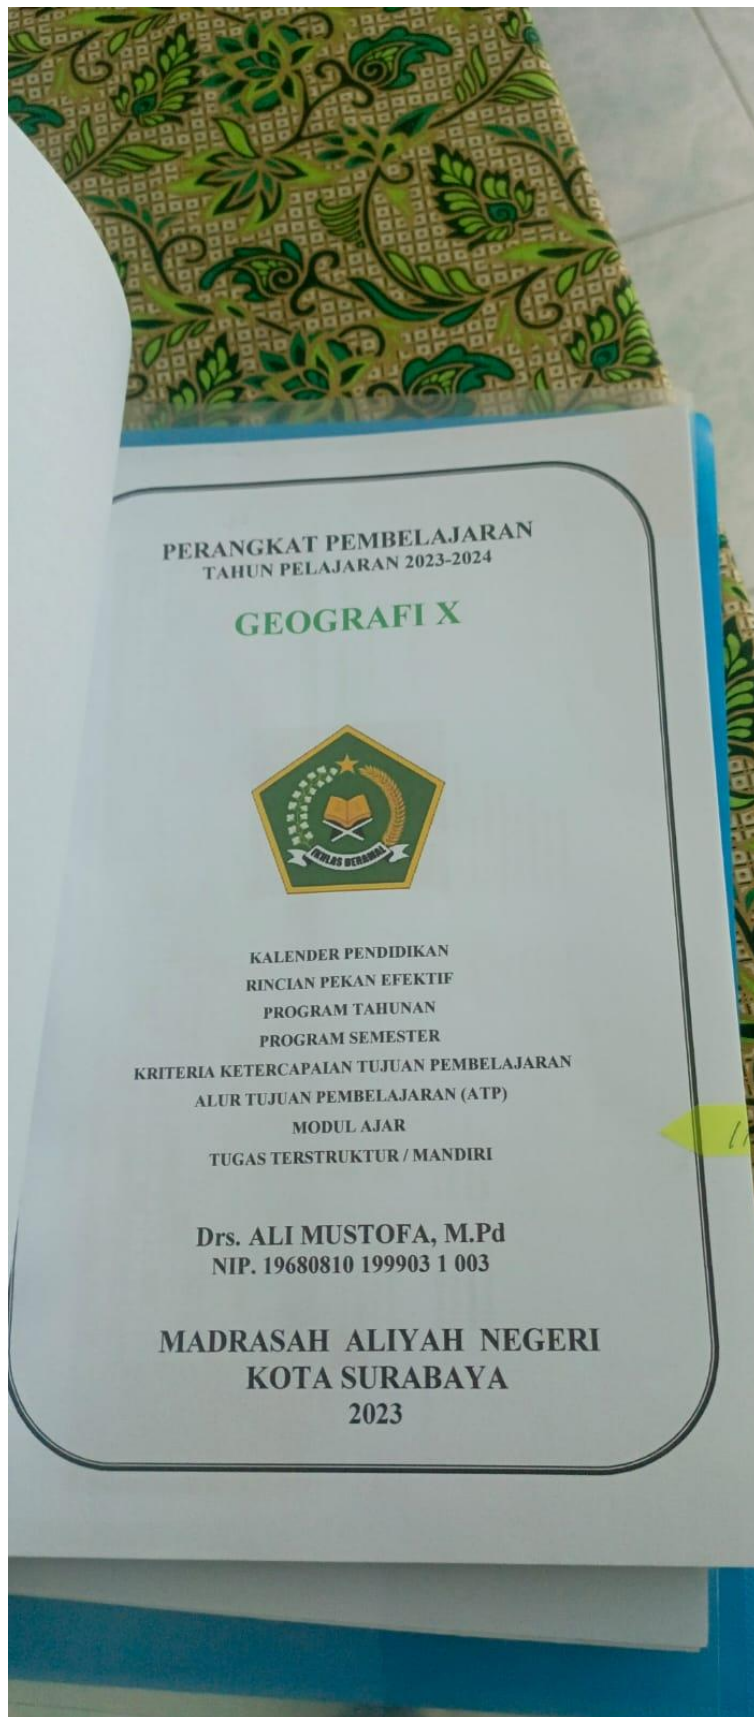 PERANGKAT PEMBELAJARAN
TAHUN PELAJARAN 2023-2024
GEOGRAFI X
IKHLAS BERAMAL
KALENDER PENDIDIKAN
RINCIAN PEKAN EFEKTIF
PROGRAM TAHUNAN
PROGRAM SEMESTER
KRITERIA KETERCAPAIAN TUJUAN PEMBELAJARAN
ALUR TUJUAN PEMBELAJARAN (ATP)
MODUL AJAR
TUGAS TERSTRUKTUR / MANDIRI
Drs. ALI MUSTOFA, M.Pd
NIP. 19680810 199903 1 003
MADRASAH ALIYAH NEGERI
KOTA SURABAYA
2023